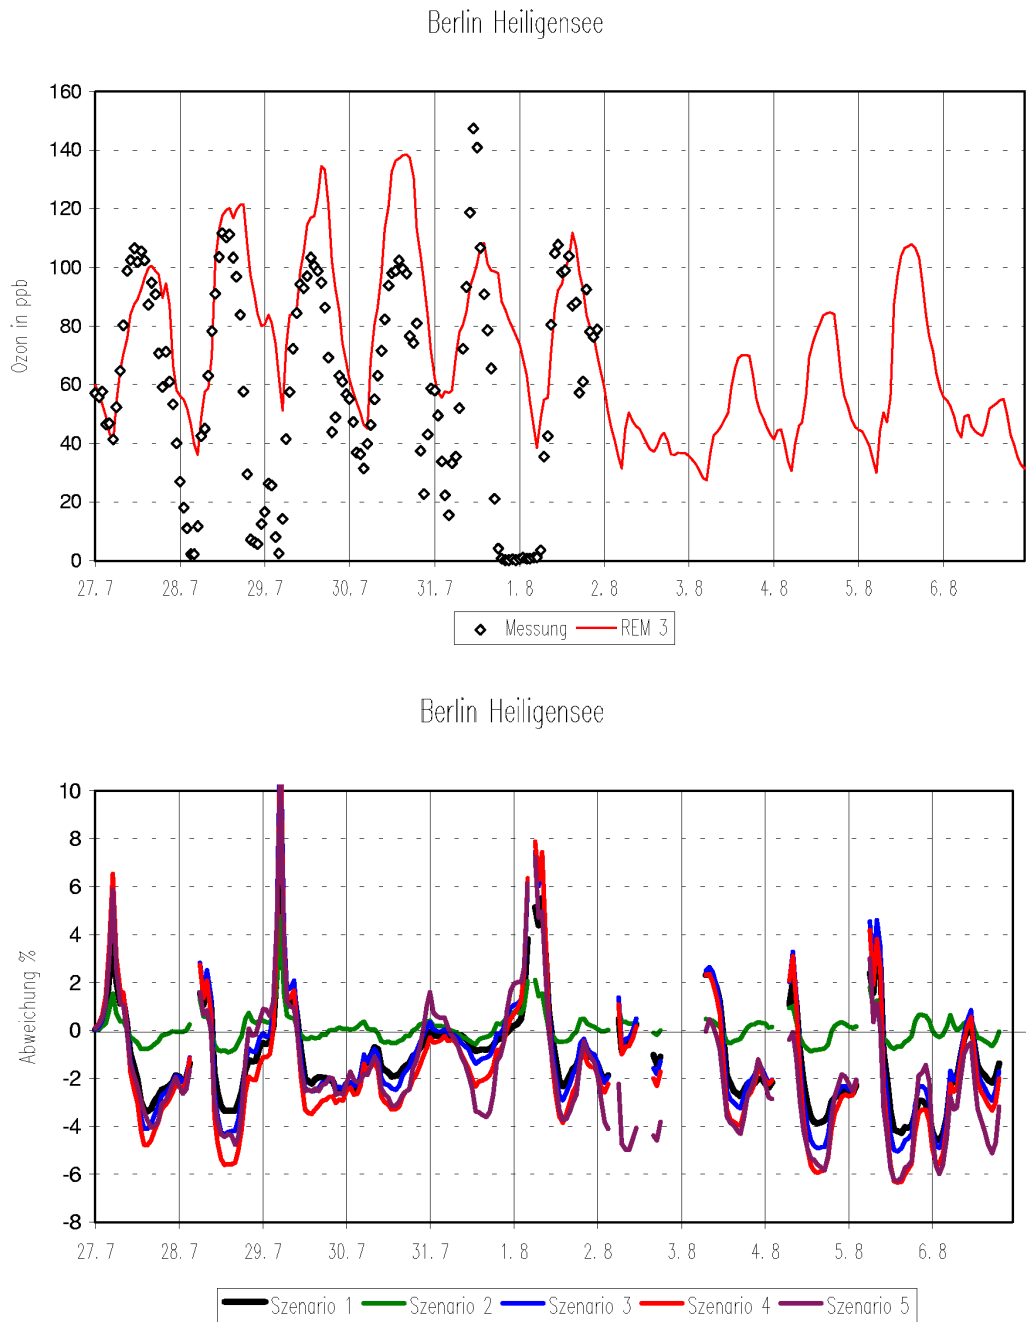 Berlin Heiligensee
Ozon in ppb
160
140
120
100
80
60
40
20
0
27. 7 28. 7 29. 7 30. 7 31. 7 1. 8 2. 8 3. 8 4. 8 5. 8 6. 8
Messung REM 3
Berlin Heiligensee
Abweichung %
10
8
6
4
2
0
-2
-4
-6
-8
27. 7 28. 7 29. 7 30. 7 31. 7 1. 8 2. 8 3. 8 4. 8 5. 8 6. 8
Szenario 1 Szenario 2 Szenario 3 Szenario 4 Szenario 5